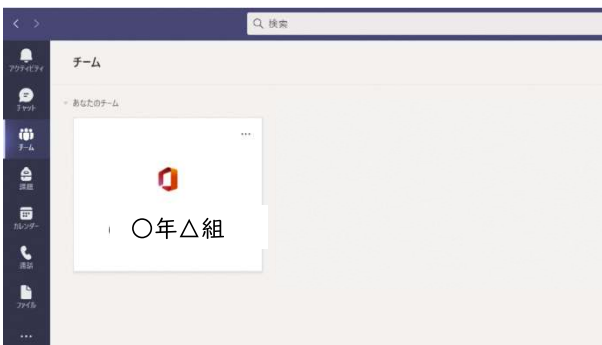 検索
チーム
アクティビティ
チャット
あなたのチーム
チーム
課題
〇年△組
カレンダー
通話
ファイル